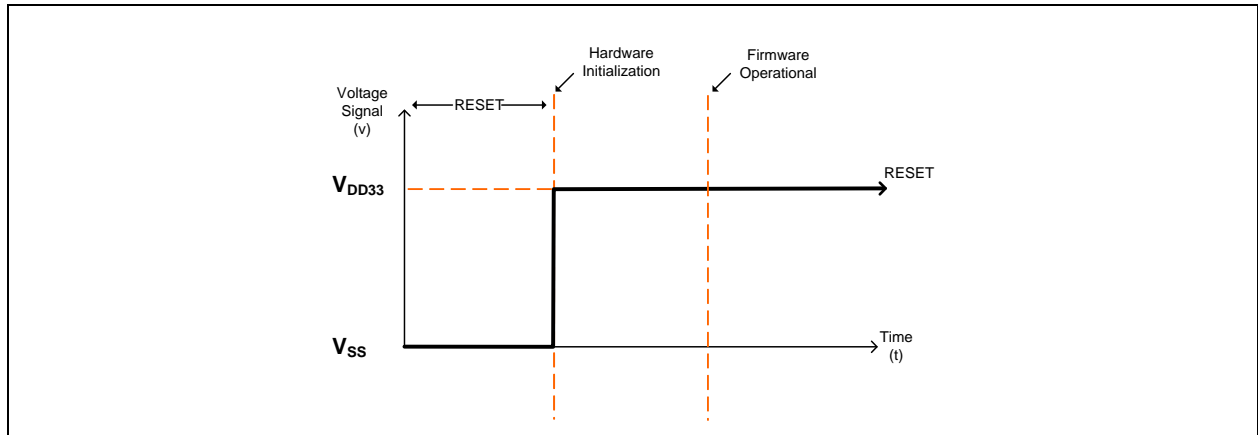 Hardware
Initialization
Firmware
Operational
Voltage
Signal
(v)
RESET
VDD33
RESET
VSS
Time
(t)